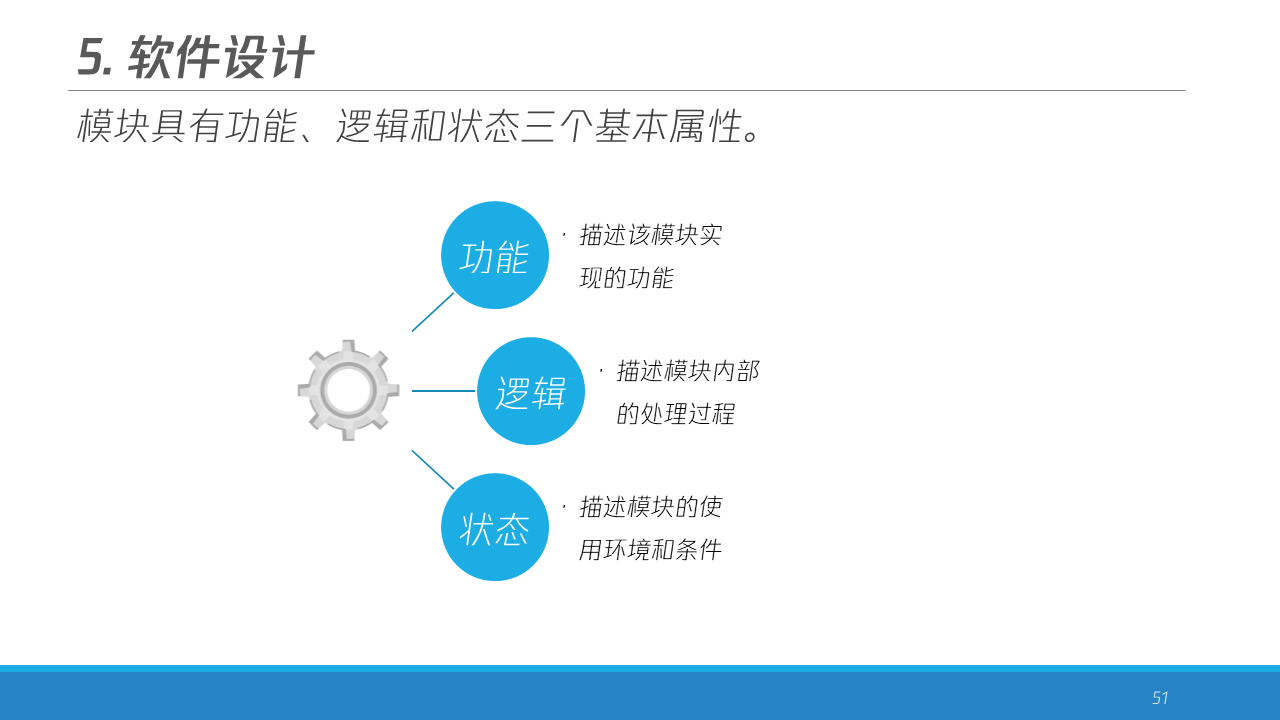 5. 软件设计
模块具有功能、逻辑和状态三个基本属性。
功能
· 描述该模块实
现的功能
逻辑
· 描述模块内部
的处理过程
状态
· 描述模块的使
用环境和条件
51